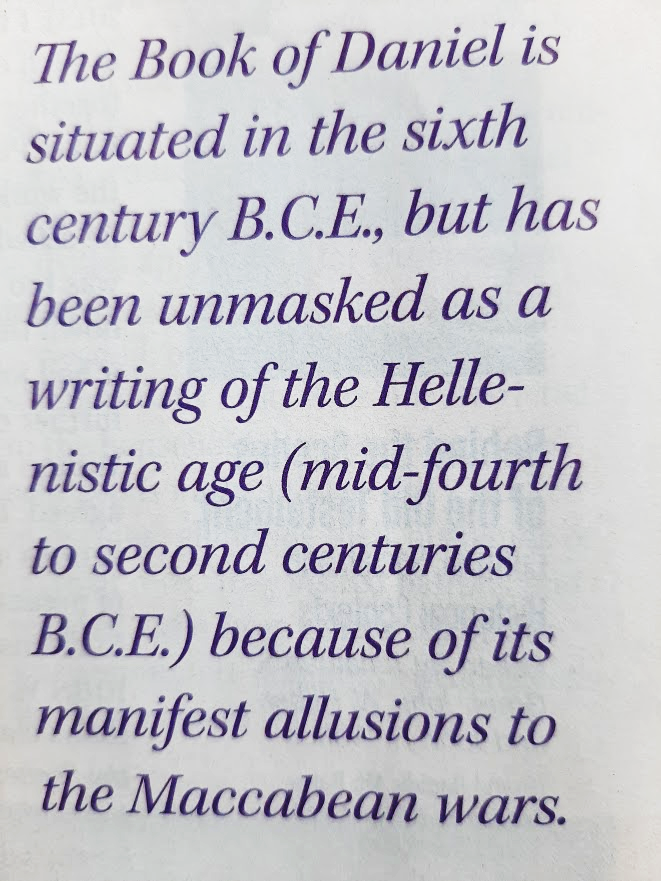 The Book of Daniel is
situated in the sixth
century B.C.E., but has
been unmasked as a
writing of the Helle-
nistic age (mid-fourth
to second centuries
B.C.E.) because of its
manifest allusions to
the Maccabean wars.